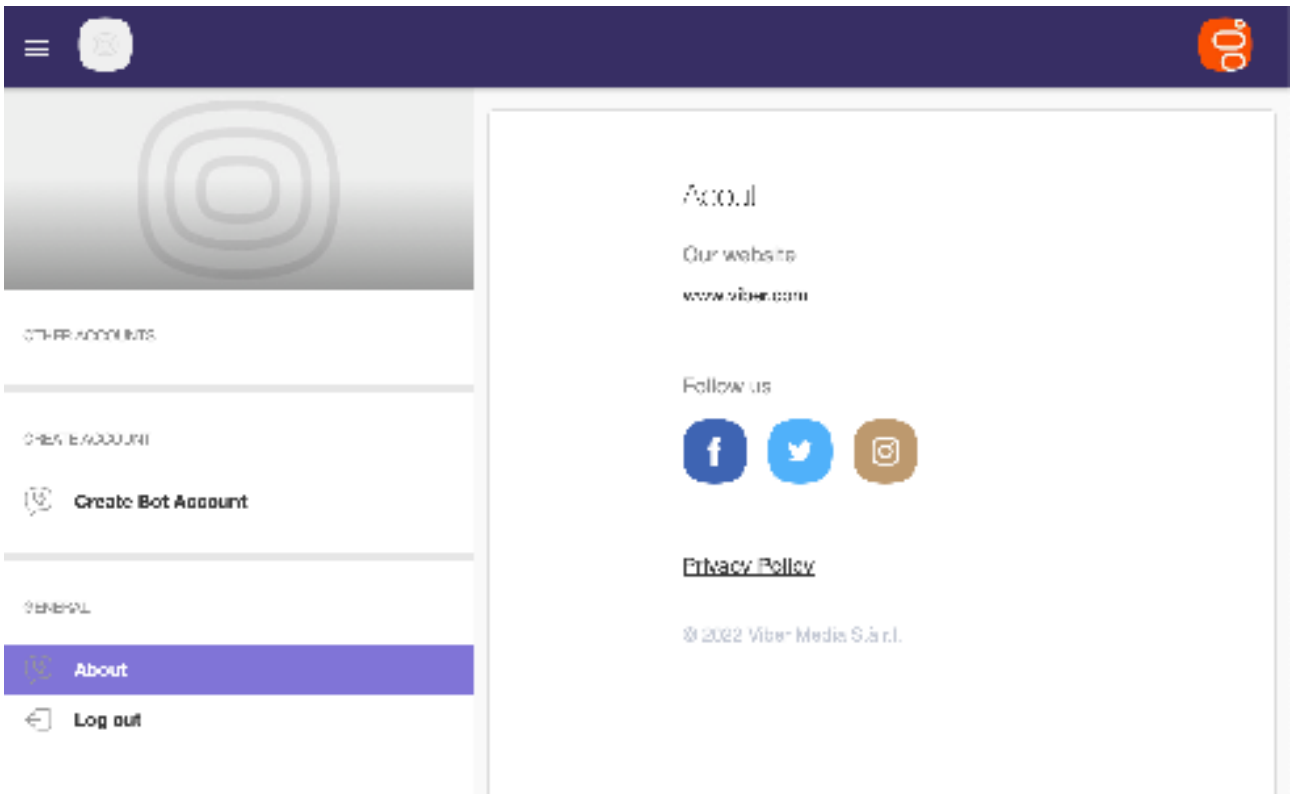 OTHER ACCOUNTS
CREATE ACCOUNT
Create Bot Account
GENERAL
About
Log out
About
Our website
www.viber.com
Follow us
Privacy Policy
© 2022 Viber Media S.à r.l.